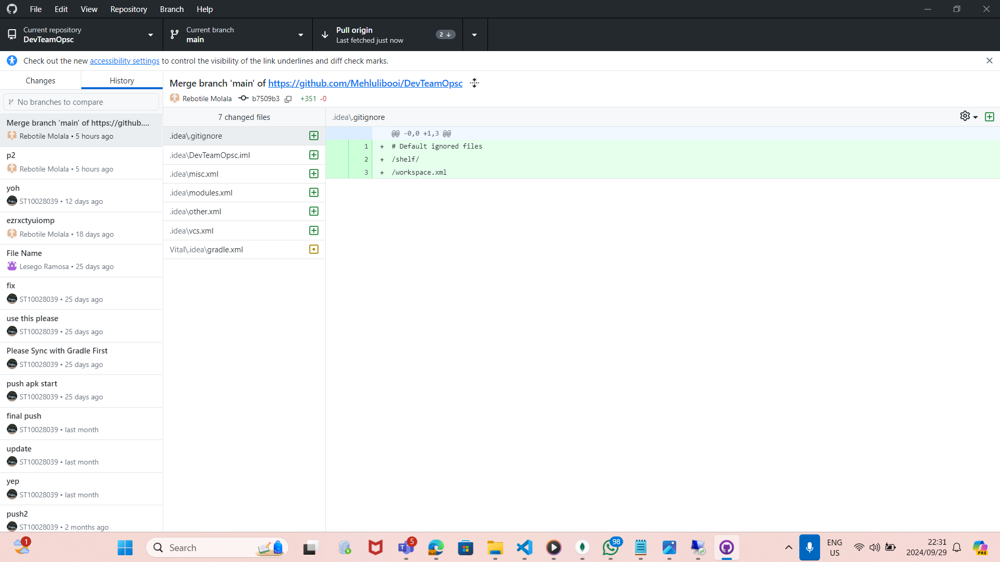 File Edit View Repository Branch Help
Current repository
DevTeamOpsc
Current branch
main
Pull origin
Last fetched just now
2
Check out the new accessibility settings to control the visibility of the link underlines and diff check marks.
Changes
History
No branches to compare
Merge branch 'main' of https://github....
Rebotile Molala • 5 hours ago
p2
Rebotile Molala • 5 hours ago
yoh
ST10028039 • 12 days ago
ezrxctyuiomp
Rebotile Molala • 18 days ago
File Name
Lesego Ramosa • 25 days ago
fix
ST10028039 • 25 days ago
use this please
ST10028039 • 25 days ago
Please Sync with Gradle First
ST10028039 • 25 days ago
push apk start
ST10028039 • 25 days ago
final push
ST10028039 • last month
update
ST10028039 • last month
yep
ST10028039 • last month
push2
ST10028039 • 2 months ago
Merge branch 'main' of https://github.com/Mehlulibooi/DevTeamOpsc
Rebotile Molala b7509b3 +351 -0
7 changed files
.idea\.gitignore
.idea\DevTeamOpsc.iml
.idea\misc.xml
.idea\modules.xml
.idea\other.xml
.idea\vcs.xml
Vital\.idea\gradle.xml
.idea\.gitignore
@@ -0,0 +1,3 @@
1 + # Default ignored files
2 + /shelf/
3 + /workspace.xml
1
Search
5
98
ENG
US
22:31
2024/09/29
PRE